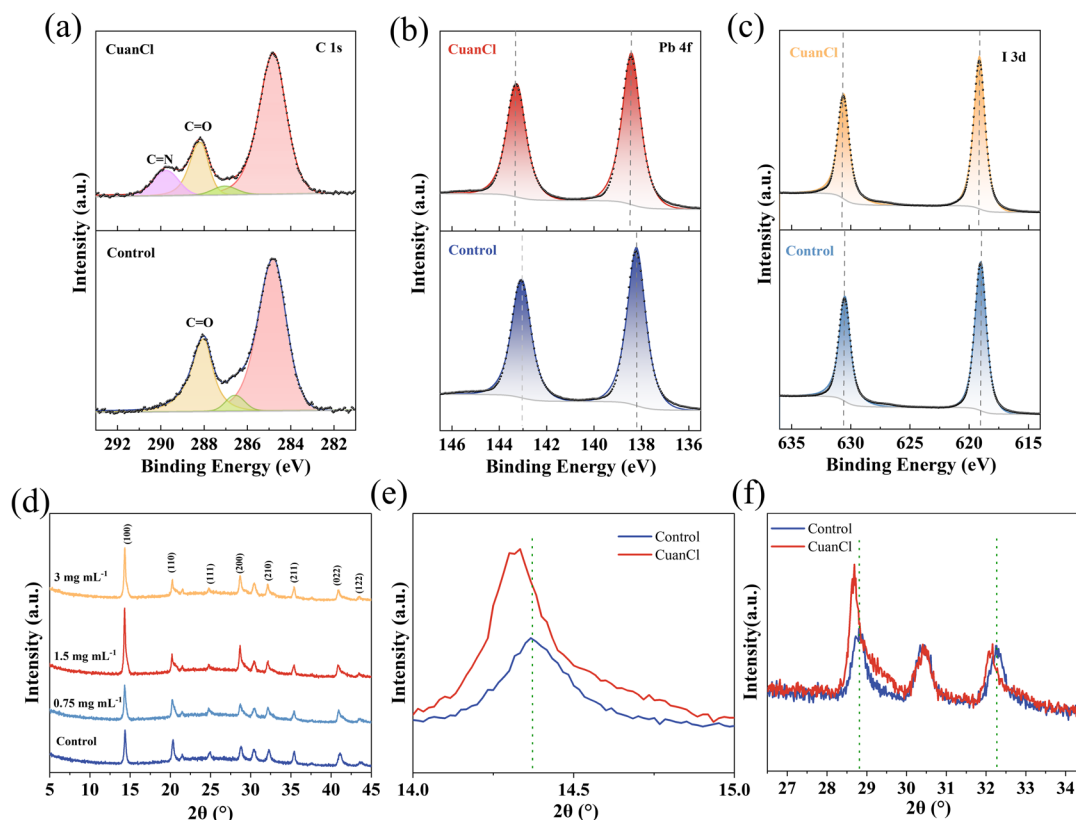 (a)
CuanCl
C 1s
C=O
C=N
Control
C=O
Intensity (a.u.)
292 290 288 286 284 282
Binding Energy (eV)
(b)
CuanCl
Pb 4f
Control
Intensity (a.u.)
146 144 142 140 138 136
Binding Energy (eV)
(c)
CuanCl
I 3d
Control
Intensity (a.u.)
635 630 625 620 615
Binding Energy (eV)
(d)
3 mg mL⁻¹
(100)
(110)
(111)
(200)
(210)
(211)
(022)
(122)
1.5 mg mL⁻¹
0.75 mg mL⁻¹
Control
Intensity (a.u.)
5 10 15 20 25 30 35 40 45
2θ (°)
(e)
Control
CuanCl
Intensity (a.u.)
14.0 14.5 15.0
2θ (°)
(f)
Control
CuanCl
Intensity(a.u.)
27 28 29 30 31 32 33 34
2θ (°)